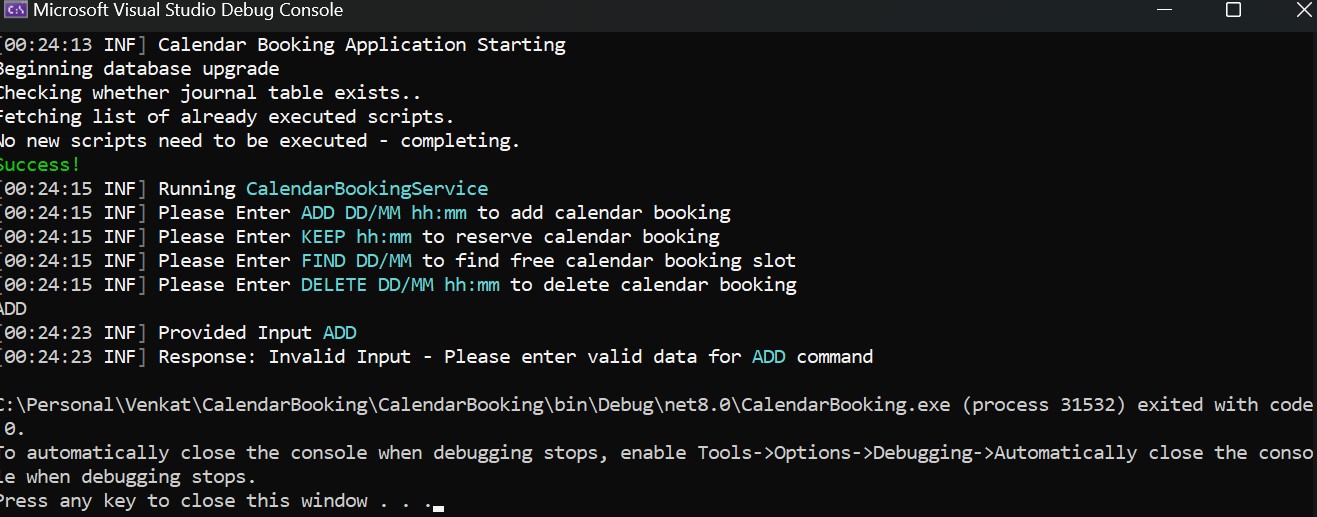 Microsoft Visual Studio Debug Console
[00:24:13 INF] Calendar Booking Application Starting
Beginning database upgrade
Checking whether journal table exists..
Fetching list of already executed scripts.
No new scripts need to be executed - completing.
Success!
[00:24:15 INF] Running CalendarBookingService
[00:24:15 INF] Please Enter ADD DD/MM hh:mm to add calendar booking
[00:24:15 INF] Please Enter KEEP hh:mm to reserve calendar booking
[00:24:15 INF] Please Enter FIND DD/MM to find free calendar booking slot
[00:24:15 INF] Please Enter DELETE DD/MM hh:mm to delete calendar booking
ADD
[00:24:23 INF] Provided Input ADD
[00:24:23 INF] Response: Invalid Input - Please enter valid data for ADD command
C:\Personal\Venkat\CalendarBooking\CalendarBooking\bin\Debug\net8.0\CalendarBooking.exe (process 31532) exited with code
0.
To automatically close the console when debugging stops, enable Tools->Options->Debugging->Automatically close the conso
le when debugging stops.
Press any key to close this window . . .